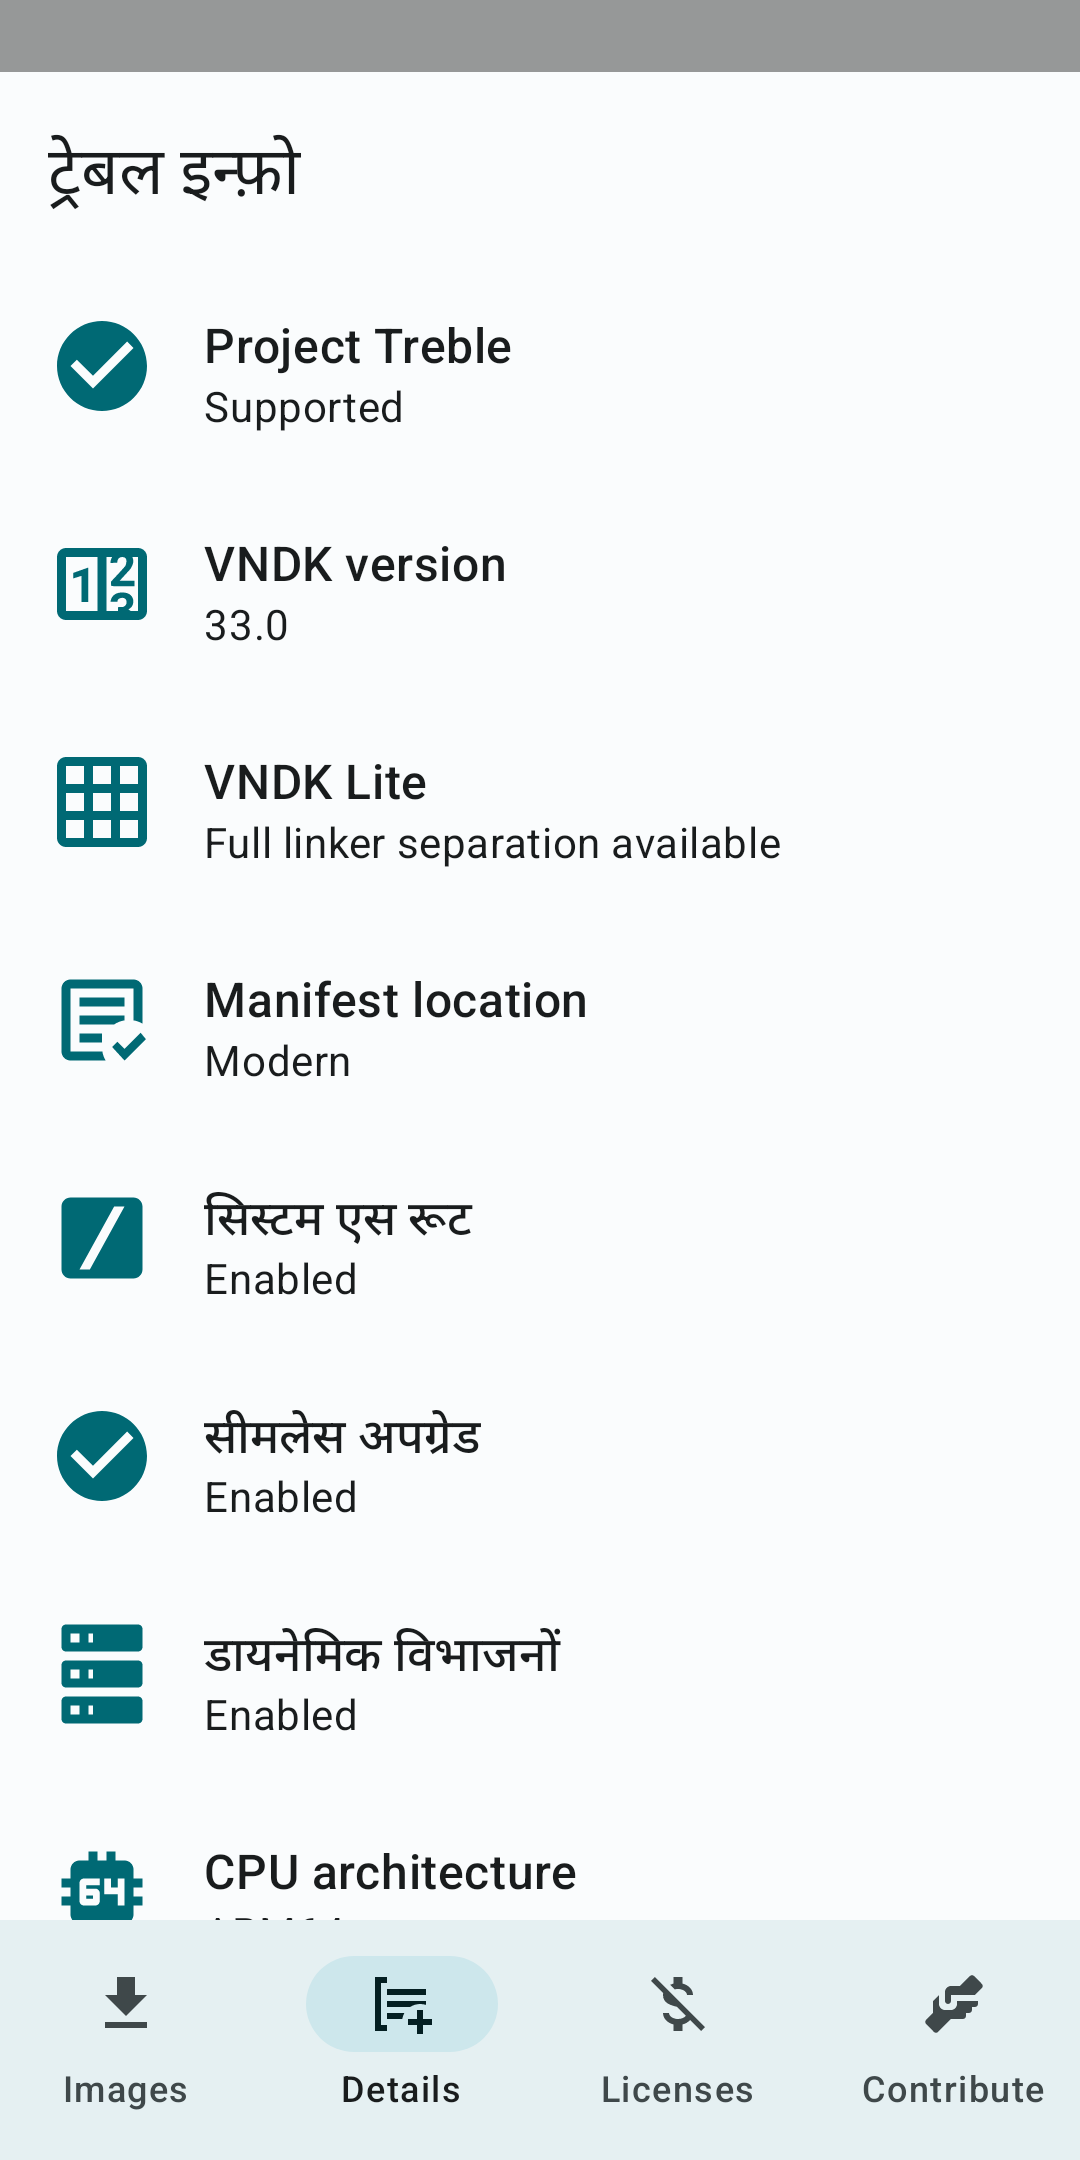 ट्रेबल इन्फ़ो
Project Treble
Supported
VNDK version
33.0
VNDK Lite
Full linker separation available
Manifest location
Modern
सिस्टम एस रूट
Enabled
सीमलेस अपग्रेड
Enabled
डायनेमिक विभाजनों
Enabled
CPU architecture
Images
Details
Licenses
Contribute